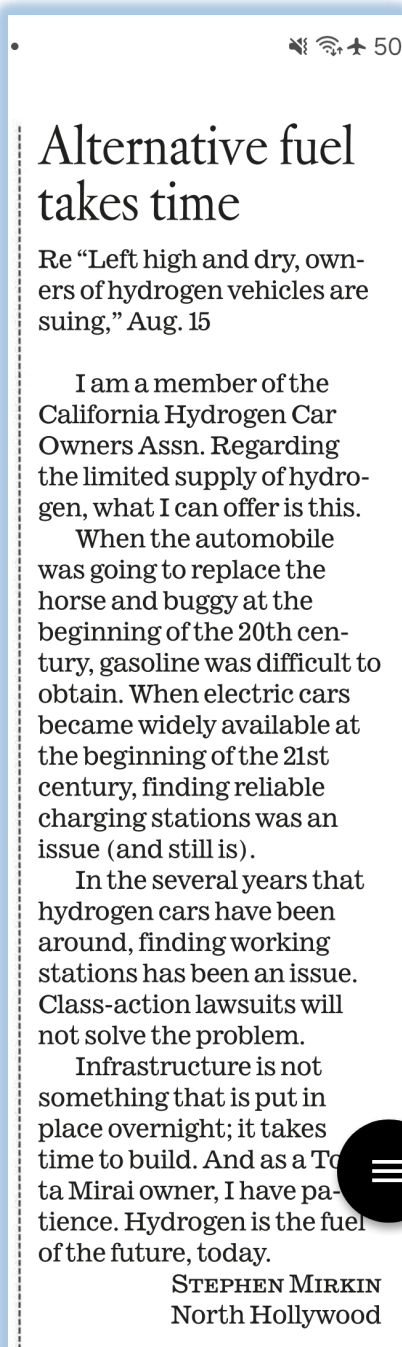 50
Alternative fuel
takes time
Re “Left high and dry, own-
ers of hydrogen vehicles are
suing,” Aug. 15
I am a member of the
California Hydrogen Car
Owners Assn. Regarding
the limited supply of hydro-
gen, what I can offer is this.
When the automobile
was going to replace the
horse and buggy at the
beginning of the 20th cen-
tury, gasoline was difficult to
obtain. When electric cars
became widely available at
the beginning of the 21st
century, finding reliable
charging stations was an
issue (and still is).
In the several years that
hydrogen cars have been
around, finding working
stations has been an issue.
Class-action lawsuits will
not solve the problem.
Infrastructure is not
something that is put in
place overnight; it takes
time to build. And as a To
ta Mirai owner, I have pa-
tience. Hydrogen is the fuel
of the future, today.
STEPHEN MIRKIN
North Hollywood